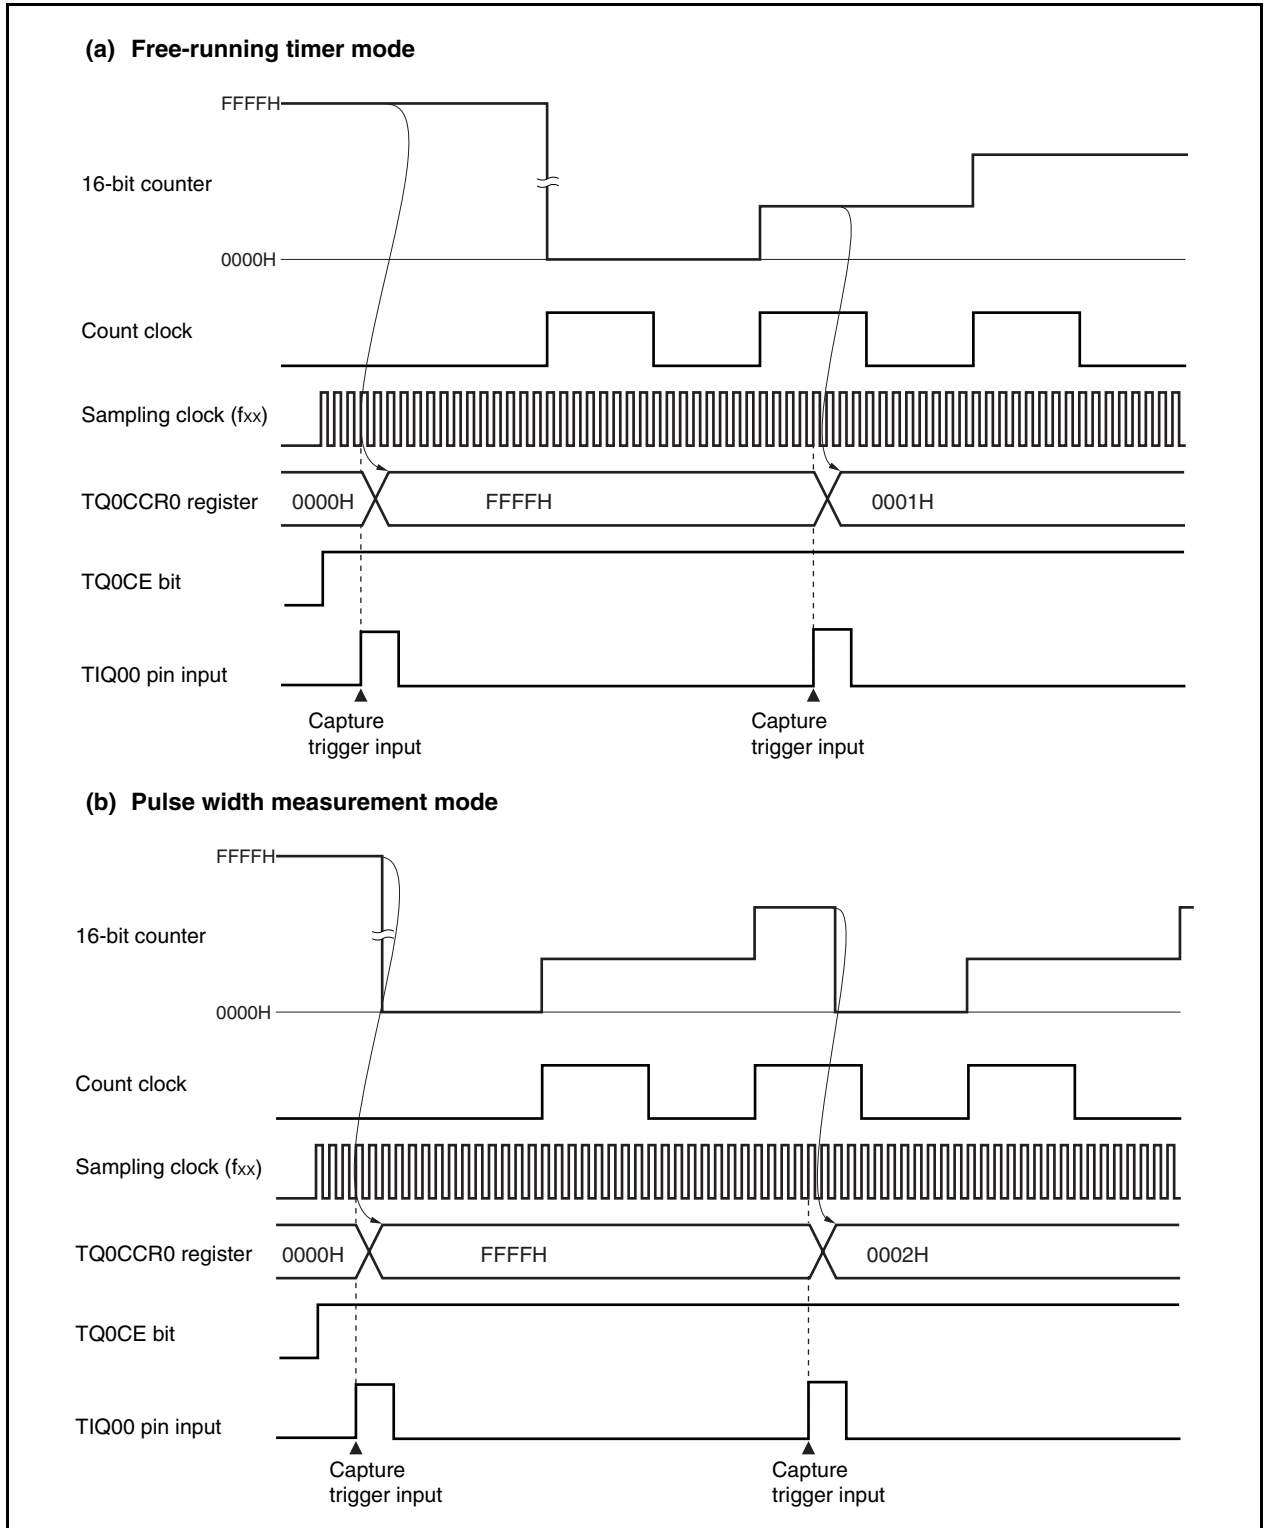 (a) Free-running timer mode
FFFFH
16-bit counter
0000H
Count clock
Sampling clock (fxx)
TQ0CCR0 register 0000H FFFFH 0001H
TQ0CE bit
TIQ00 pin input
Capture Capture
trigger input trigger input
(b) Pulse width measurement mode
FFFFH
16-bit counter
0000H
Count clock
Sampling clock (fxx)
TQ0CCR0 register 0000H FFFFH 0002H
TQ0CE bit
TIQ00 pin input
Capture Capture
trigger input trigger input